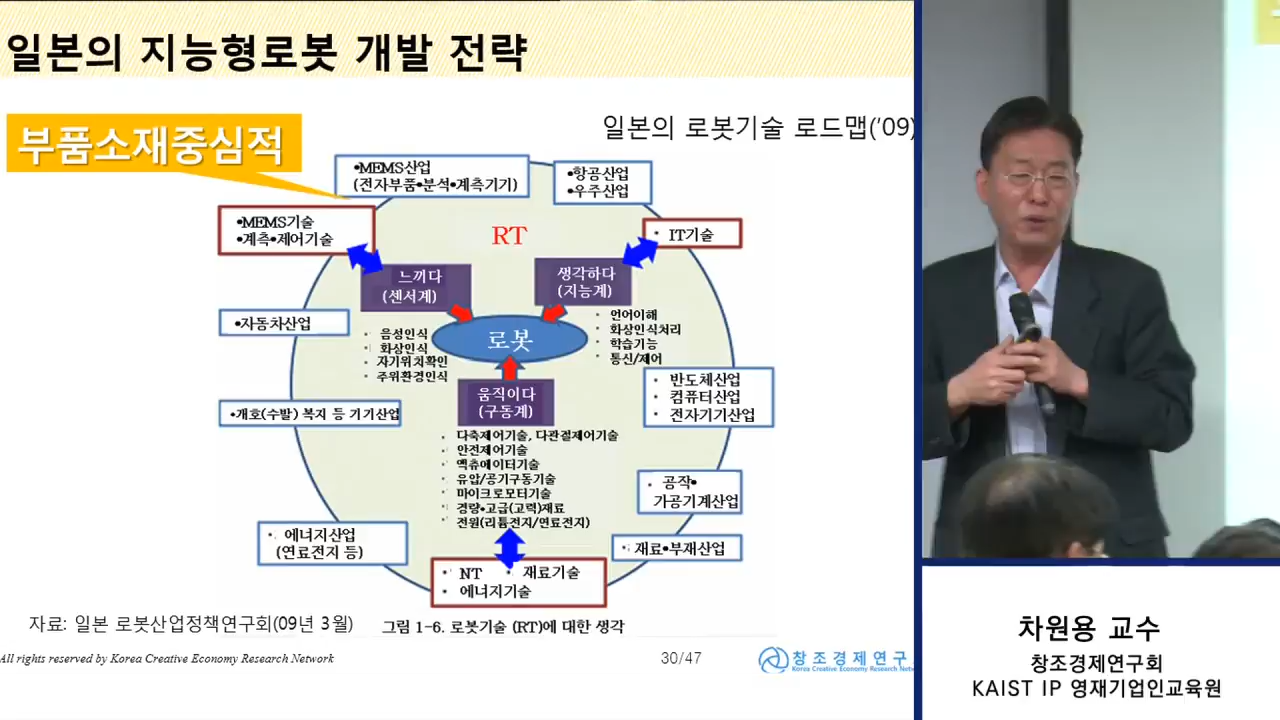 일본의 지능형로봇 개발 전략
부품소재중심적
일본의 로봇기술 로드맵('09)
•MEMS산업
(전자부품•분석•계측기기)
•항공산업
•우주산업
•MEMS기술
•계측•제어기술
RT
• IT기술
느끼다
(센서계)
생각하다
(지능계)
•자동차산업
로봇
• 음성인식
• 화상인식
• 자기위치확인
• 주위환경인식
• 언어이해
• 화상인식처리
• 학습기능
• 통신/제어
움직이다
(구동계)
• 반도체산업
• 컴퓨터산업
• 전자기기산업
•개호(수발) 복지 등 기기산업
• 다축제어기술, 다관절제어기술
• 안전제어기술
• 액츄에이터기술
• 유압/공기구동기술
• 마이크로모터기술
• 경량•고급(고력)재료
• 전원(리튬전지/연료전지)
• 공작•
가공기계산업
• 에너지산업
(연료전지 등)
• 재료•부재산업
• NT • 재료기술
• 에너지기술
자료: 일본 로봇산업정책연구회(09년 3월)
그림 1-6. 로봇기술 (RT)에 대한 생각
All rights reserved by Korea Creative Economy Research Network
30/47
창조경제연구
Korea Creative Economy Research Netw
차원용 교수
창조경제연구회
KAIST IP 영재기업인교육원